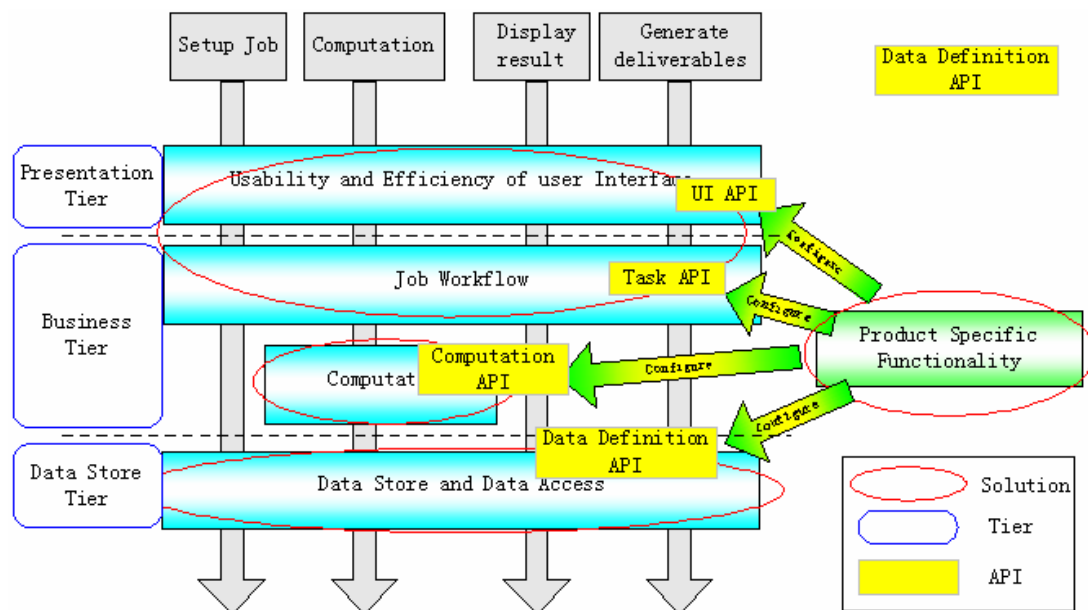 Setup Job
Computation
Display
result
Generate
deliverables
Data Definition
API
Presentation
Tier
Usability and Efficiency of user Interface
UI API
Configure
Job Workflow
Task API
Configure
Business
Tier
Product Specific
Functionality
Computat
Computation
API
Configure
Configure
Data Definition
API
Data Store
Tier
Data Store and Data Access
Solution
Tier
API